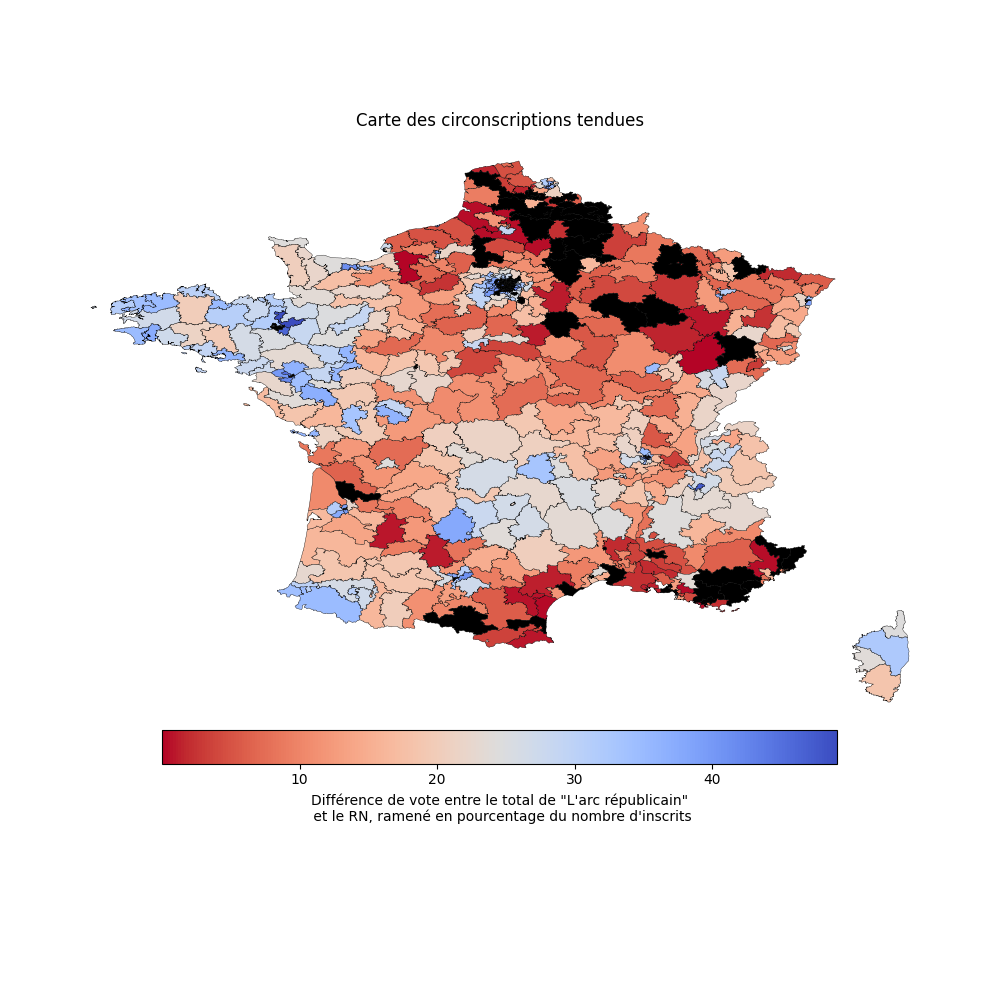 Carte des circonscriptions tendues
10 20 30 40
Différence de vote entre le total de "L'arc républicain"
et le RN, ramené en pourcentage du nombre d'inscrits